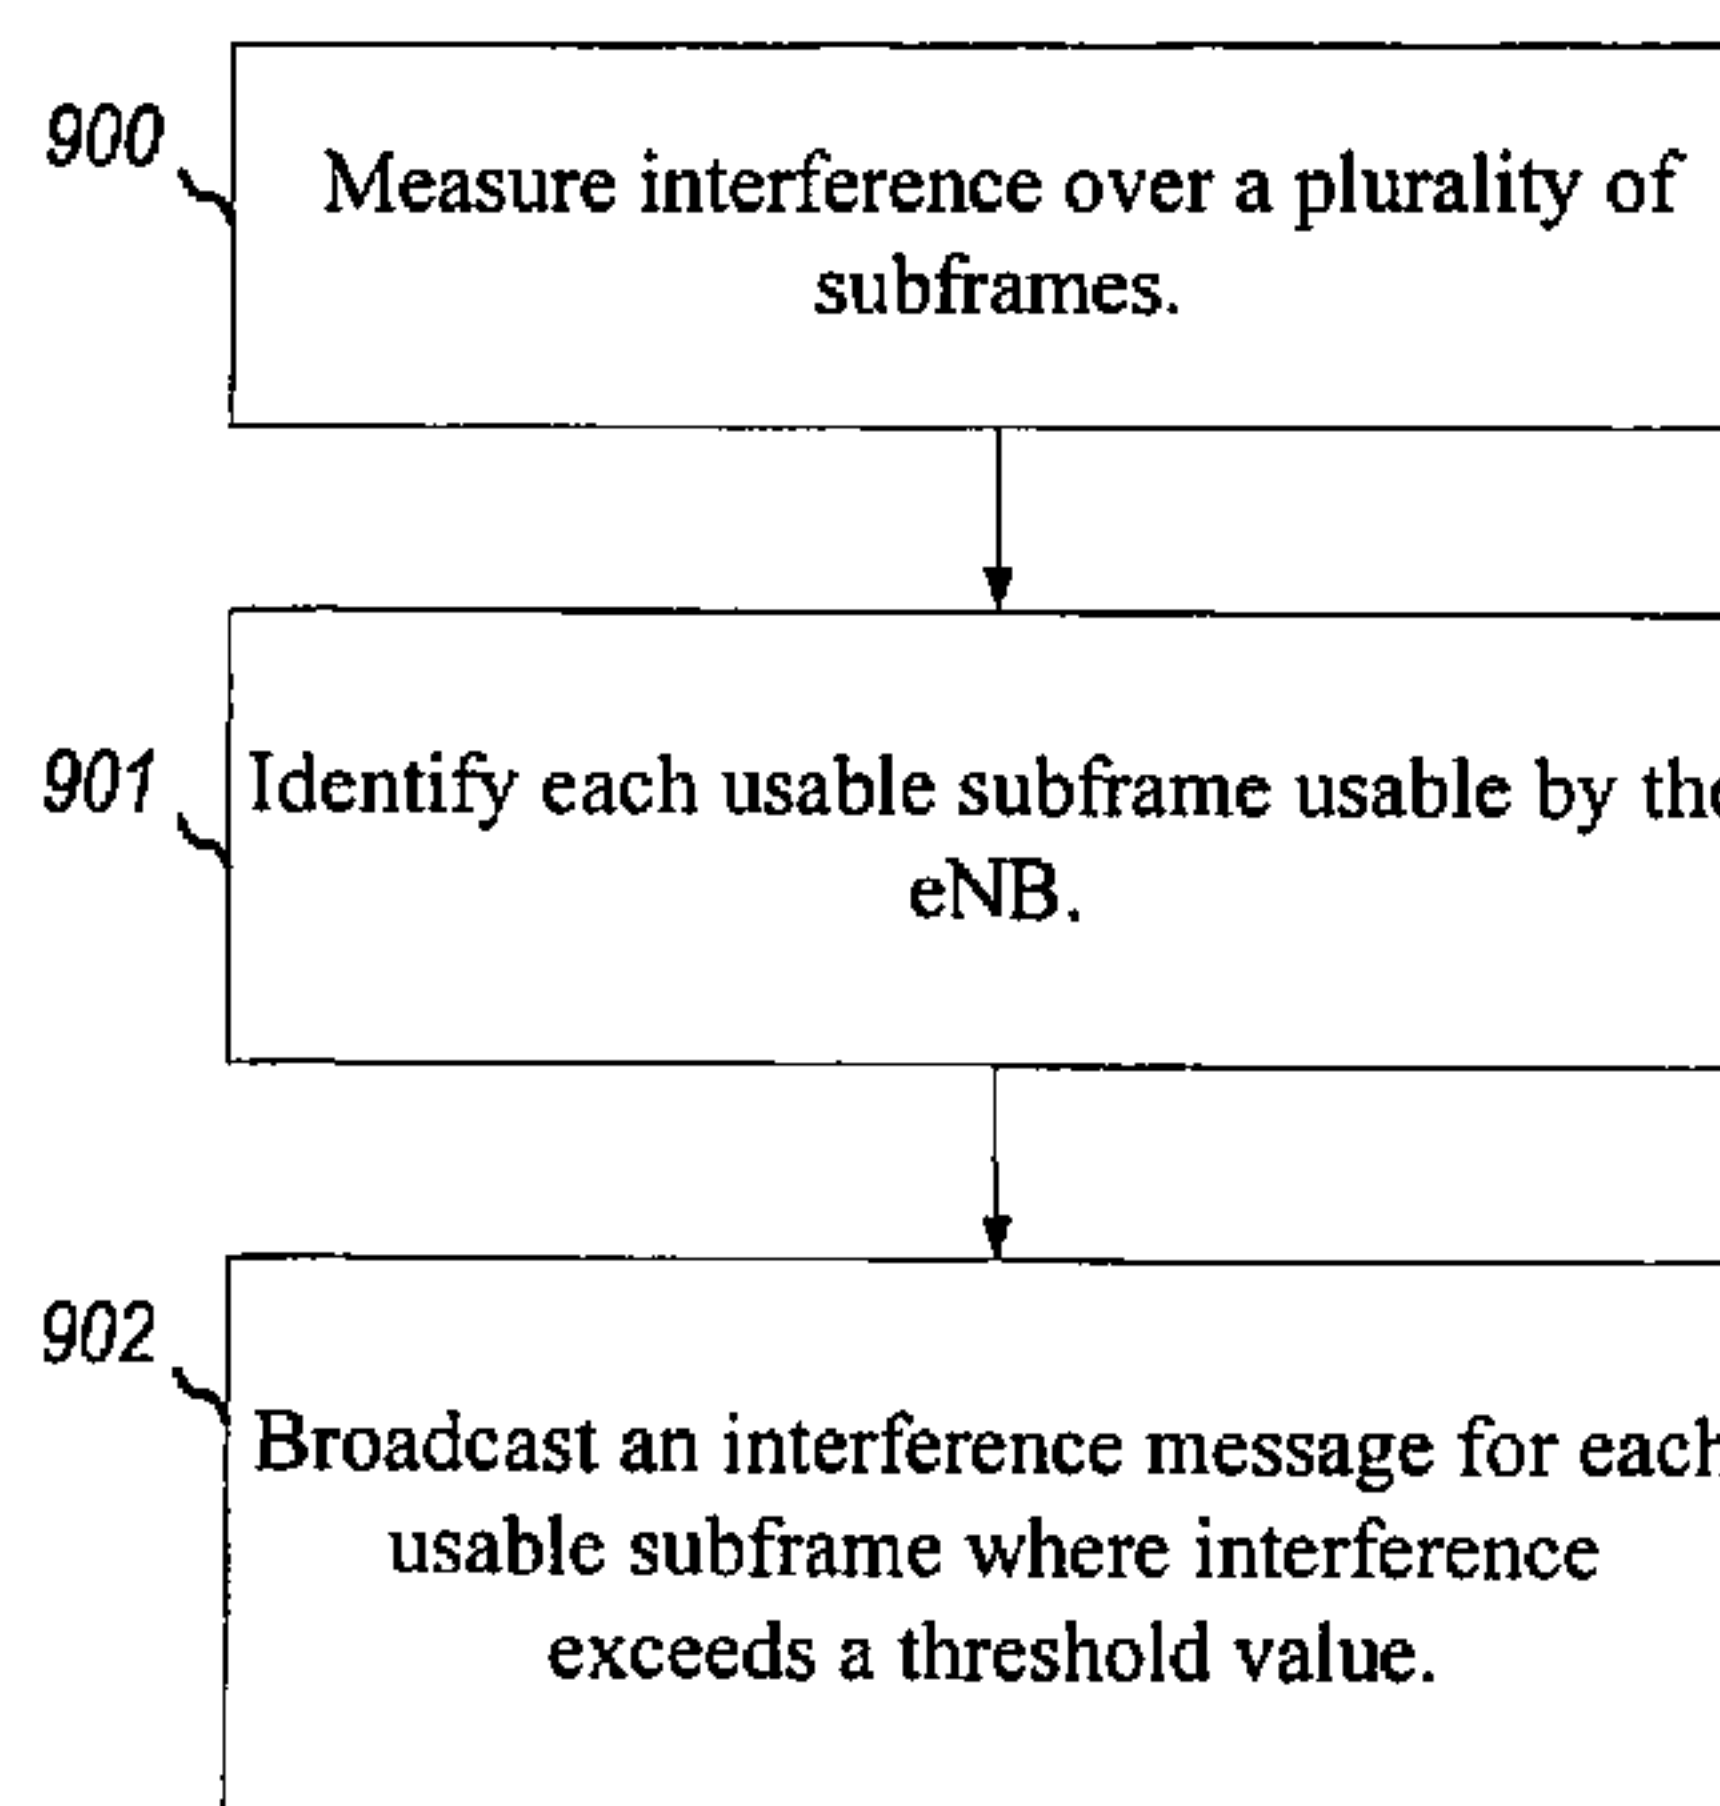 900
Measure interference over a plurality of
subframes.
901
Identify each usable subframe usable by the
eNB.
902
Broadcast an interference message for each
usable subframe where interference
exceeds a threshold value.